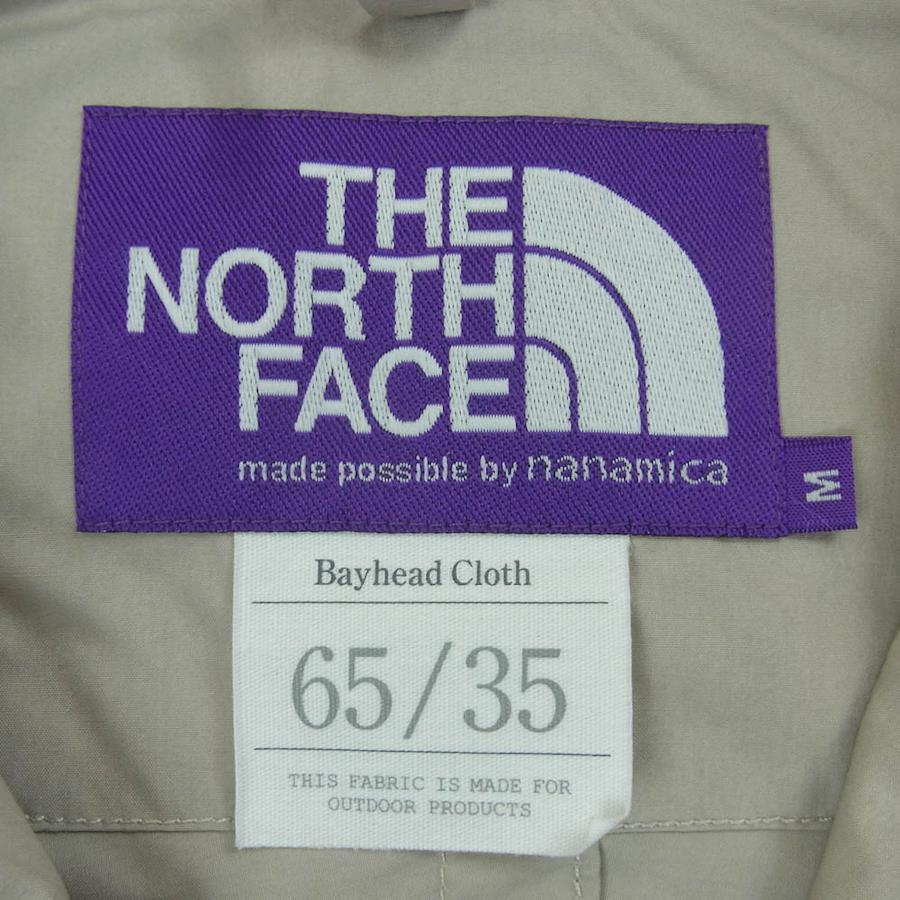 THE
NORTH
FACE
made possible by nanamica
M
Bayhead Cloth
65/35
THIS FABRIC IS MADE FOR
OUTDOOR PRODUCTS